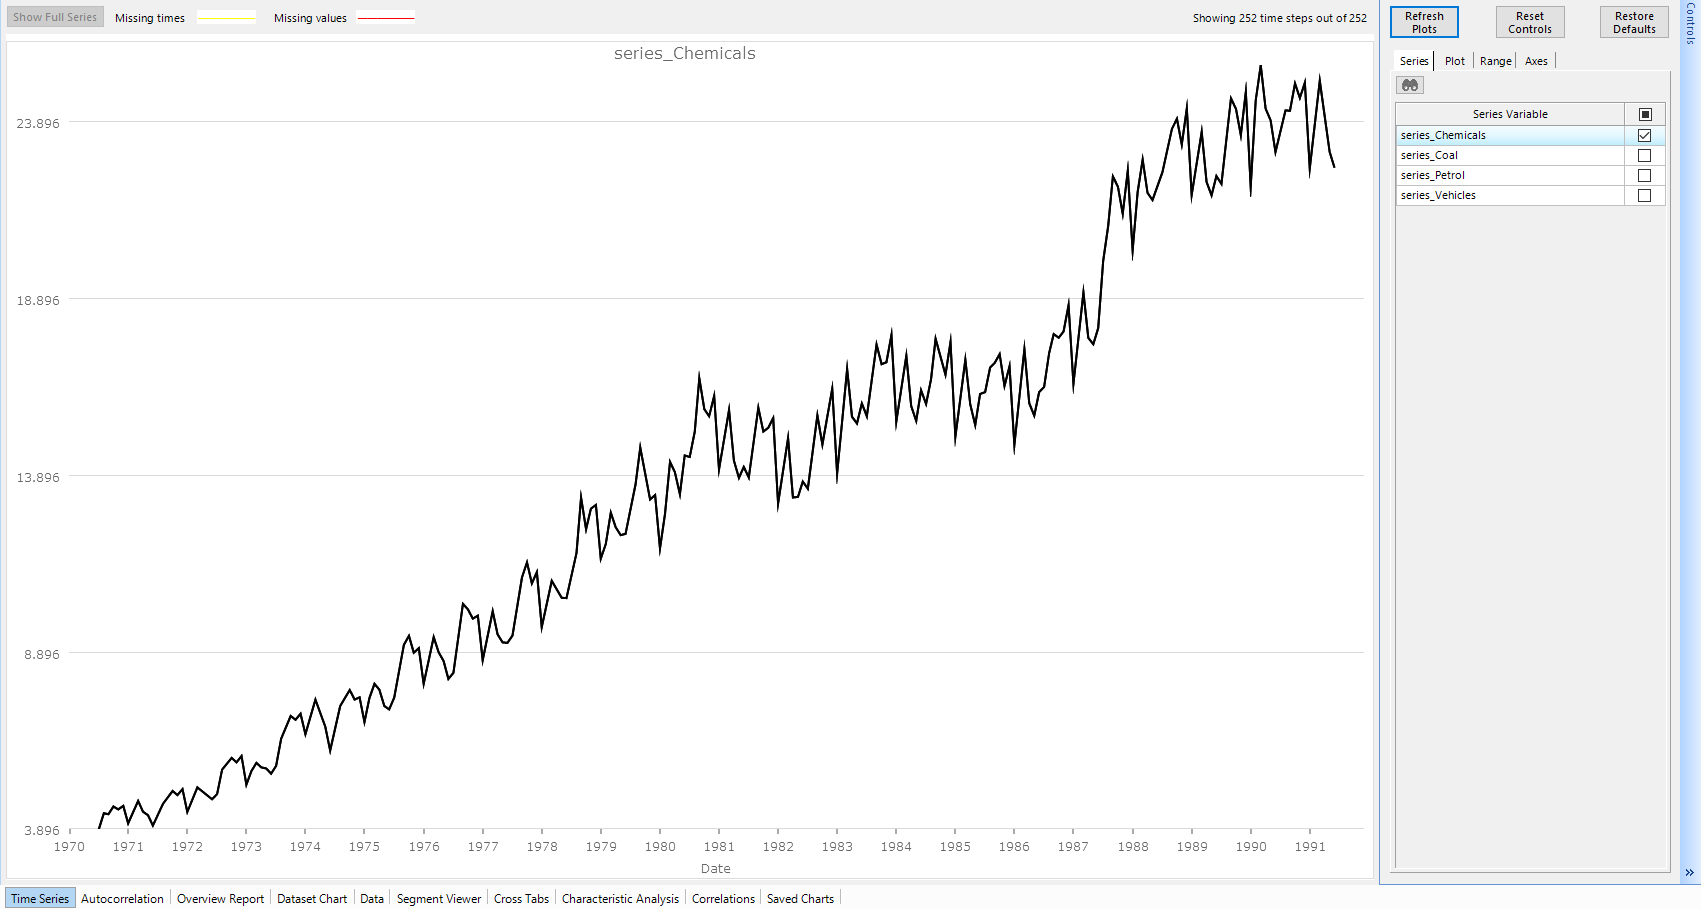 Show Full Series Missing times Missing values Showing 252 time steps out of 252
series_Chemicals
23.896
18.896
13.896
8.896
3.896
1970 1971 1972 1973 1974 1975 1976 1977 1978 1979 1980 1981 1982 1983 1984 1985 1986 1987 1988 1989 1990 1991
Date
Refresh Plots
Reset Controls
Restore Defaults
Series Plot Range Axes
Series Variable
series_Chemicals
series_Coal
series_Petrol
series_Vehicles
Controls
»
Time Series Autocorrelation Overview Report Dataset Chart Data Segment Viewer Cross Tabs Characteristic Analysis Correlations Saved Charts